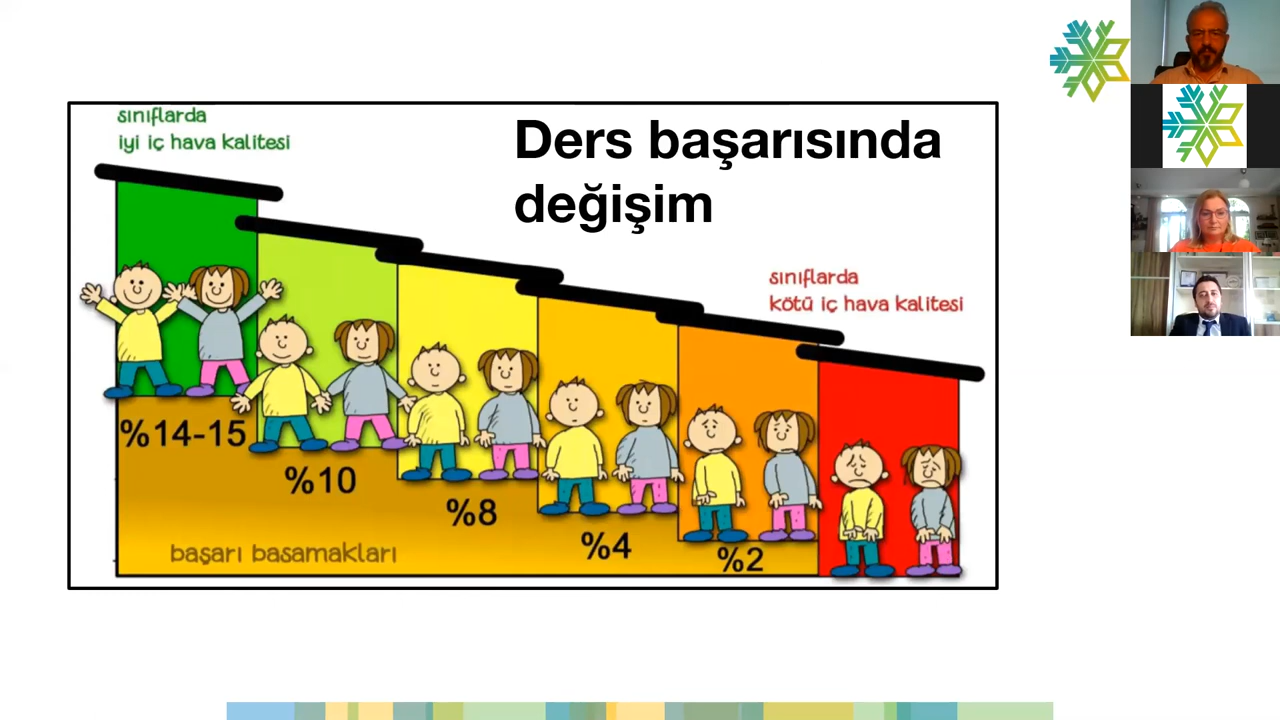 sınıflarda
iyi iç hava kalitesi
Ders başarısında
değişim
sınıflarda
kötü iç hava kalitesi
%14-15
%10
%8
%4
%2
başarı basamakları